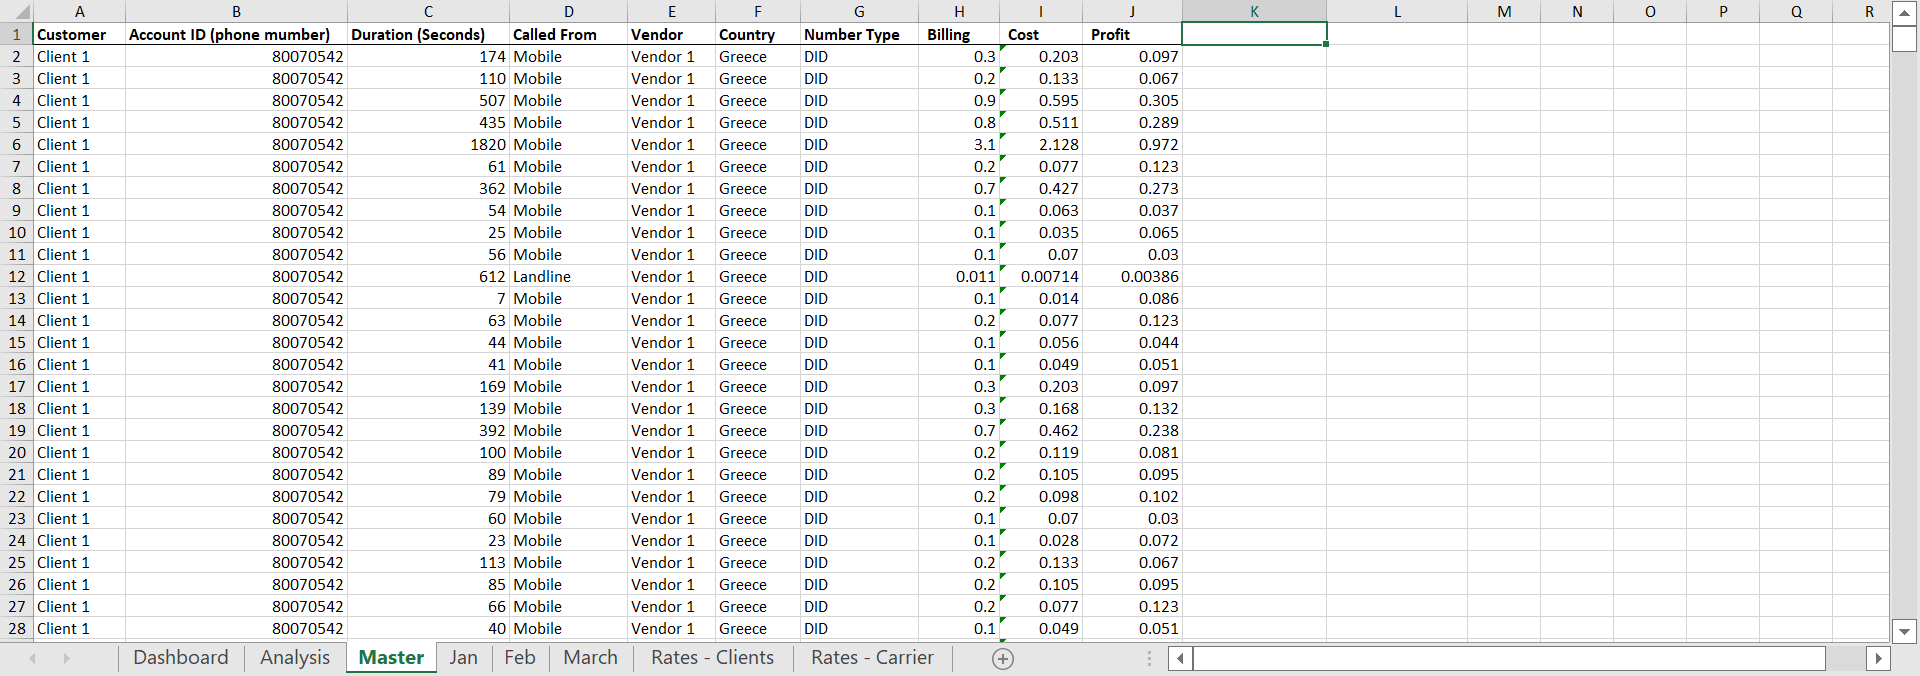 A B C D E F G H I J K L M N O P Q R
1 Customer Account ID (phone mumber) Duration (Seconds) Called From Vendor Country Number Type Billing Cost Profit
2 Client 1 80070542 174 Mobile Vendor 1 Greece DID 0.3 0.203 0.097
3 Client 1 80070542 110 Mobile Vendor 1 Greece DID 0.2 0.133 0.067
4 Client 1 80070542 507 Mobile Vendor 1 Greece DID 0.9 0.595 0.305
5 Client 1 80070542 435 Mobile Vendor 1 Greece DID 0.8 0.511 0.289
6 Client 1 80070542 1820 Mobile Vendor 1 Greece DID 3.1 2.128 0.972
7 Client 1 80070542 61 Mobile Vendor 1 Greece DID 0.2 0.077 0.123
8 Client 1 80070542 362 Mobile Vendor 1 Greece DID 0.7 0.427 0.273
9 Client 1 80070542 54 Mobile Vendor 1 Greece DID 0.1 0.063 0.037
10 Client 1 80070542 25 Mobile Vendor 1 Greece DID 0.1 0.035 0.065
11 Client 1 80070542 56 Mobile Vendor 1 Greece DID 0.1 0.07 0.03
12 Client 1 80070542 612 Landline Vendor 1 Greece DID 0.011 0.00714 0.00386
13 Client 1 80070542 7 Mobile Vendor 1 Greece DID 0.1 0.014 0.086
14 Client 1 80070542 63 Mobile Vendor 1 Greece DID 0.2 0.077 0.123
15 Client 1 80070542 44 Mobile Vendor 1 Greece DID 0.1 0.056 0.044
16 Client 1 80070542 41 Mobile Vendor 1 Greece DID 0.1 0.049 0.051
17 Client 1 80070542 169 Mobile Vendor 1 Greece DID 0.3 0.203 0.097
18 Client 1 80070542 139 Mobile Vendor 1 Greece DID 0.3 0.168 0.132
19 Client 1 80070542 392 Mobile Vendor 1 Greece DID 0.7 0.462 0.238
20 Client 1 80070542 100 Mobile Vendor 1 Greece DID 0.2 0.119 0.081
21 Client 1 80070542 89 Mobile Vendor 1 Greece DID 0.2 0.105 0.095
22 Client 1 80070542 79 Mobile Vendor 1 Greece DID 0.2 0.098 0.102
23 Client 1 80070542 60 Mobile Vendor 1 Greece DID 0.1 0.07 0.03
24 Client 1 80070542 23 Mobile Vendor 1 Greece DID 0.1 0.028 0.072
25 Client 1 80070542 113 Mobile Vendor 1 Greece DID 0.2 0.133 0.067
26 Client 1 80070542 85 Mobile Vendor 1 Greece DID 0.2 0.105 0.095
27 Client 1 80070542 66 Mobile Vendor 1 Greece DID 0.2 0.077 0.123
28 Client 1 80070542 40 Mobile Vendor 1 Greece DID 0.1 0.049 0.051
Dashboard Analysis Master Jan Feb March Rates - Clients Rates - Carrier